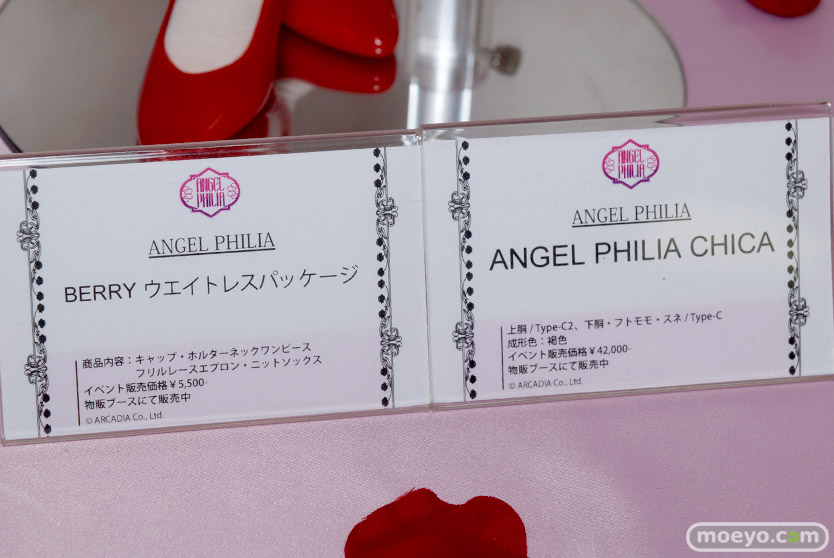 ANGEL
PHILIA
ANGEL PHILIA
BERRY ウエイトレスパッケージ
商品内容：キャップ・ホルターネックワンピース
フリルレースエプロン・ニットソックス
イベント販売価格￥5,500-
物販ブースにて販売中
© ARCADIA Co., Ltd.
ANGEL
PHILIA
ANGEL PHILIA
ANGEL PHILIA CHICA
上胴 / Type-C2、下胴・フトモモ・スネ / Type-C
成形色：褐色
イベント販売価格￥42,000-
物販ブースにて販売中
© ARCADIA Co., Ltd.
moeyo.com